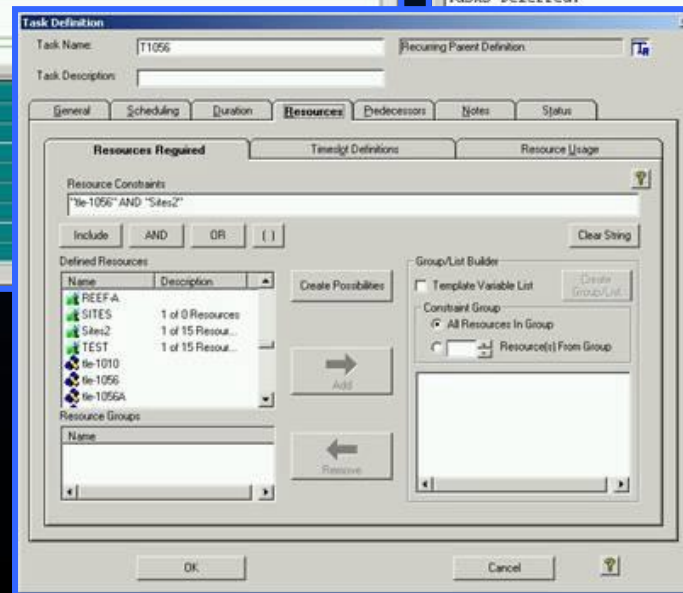 Task Definition
Task Name: T1056 Recurring Parent Definition
Task Description:
General Scheduling Duration Resources Predecessors Notes Status
Resources Required Timeslot Definitions Resource Usage
Resource Constraints
"tle-1056" AND "Sites2"
Include AND OR ( ) Clear String
Defined Resources
Name Description
REEF-A
SITES 1 of 0 Resources
Sites2 1 of 15 Resour...
TEST 1 of 15 Resour...
tle-1010
tle-1056
tle-1056A
Resource Groups
Name
Create Possibilities
Add
Remove
Group/List Builder
Template Variable List
Create Group/List
Constraint Group
All Resources In Group
Resource(s) From Group
OK Cancel